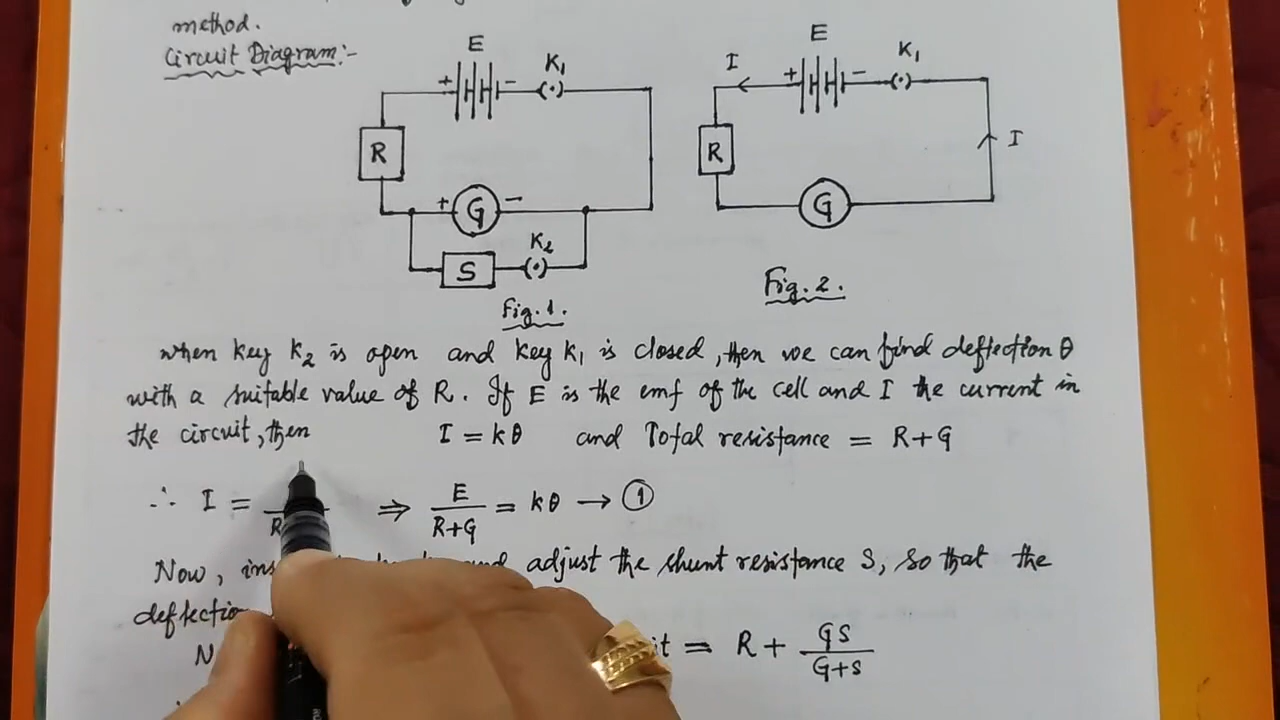 method.
Circuit Diagram:-
E
K1
+ -
R
+ G -
K2
S
Fig. 1.
E
I
K1
+ -
R
I
G
Fig. 2.
when key K2 is open and key K1 is closed, then we can find deflection θ
with a suitable value of R. If E is the emf of the cell and I the current in
the circuit, then I = kθ and Total resistance = R+G
∴ I = R ⇒ E/R+G = kθ → ①
Now, adjust the shunt resistance S, so that the
= R + GS/G+S